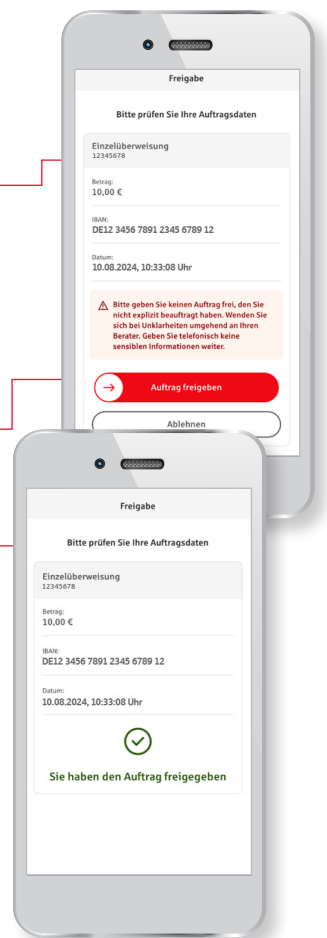 Freigabe
Bitte prüfen Sie Ihre Auftragsdaten
Einzelüberweisung
12345678
Betrag:
10,00 €
IBAN:
DE12 3456 7891 2345 6789 12
Datum:
10.08.2024, 10:33:08 Uhr
Bitte geben Sie keinen Auftrag frei, den Sie
nicht explizit beauftragt haben. Wenden Sie
sich bei Unklarheiten umgehend an Ihren
Berater. Geben Sie telefonisch keine
sensiblen Informationen weiter.
Auftrag freigeben
Ablehnen
Freigabe
Bitte prüfen Sie Ihre Auftragsdaten
Einzelüberweisung
12345678
Betrag:
10,00 €
IBAN:
DE12 3456 7891 2345 6789 12
Datum:
10.08.2024, 10:33:08 Uhr
Sie haben den Auftrag freigegeben